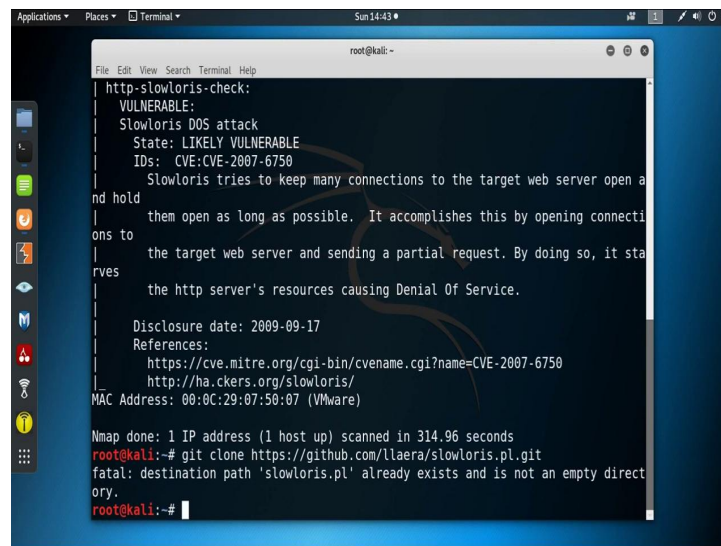 Applications ▾ Places ▾ Terminal ▾ Sun 14:43 ● 1
root@kali: ~
File Edit View Search Terminal Help
| http-slowloris-check:
|   VULNERABLE:
|   Slowloris DOS attack
|     State: LIKELY VULNERABLE
|     IDs:  CVE:CVE-2007-6750
|       Slowloris tries to keep many connections to the target web server open a
nd hold
|       them open as long as possible.  It accomplishes this by opening connecti
ons to
|       the target web server and sending a partial request. By doing so, it sta
rves
|       the http server's resources causing Denial Of Service.
|
|     Disclosure date: 2009-09-17
|     References:
|       https://cve.mitre.org/cgi-bin/cvename.cgi?name=CVE-2007-6750
|_      http://ha.ckers.org/slowloris/
MAC Address: 00:0C:29:07:50:07 (VMware)

Nmap done: 1 IP address (1 host up) scanned in 314.96 seconds
root@kali:~# git clone https://github.com/llaera/slowloris.pl.git
fatal: destination path 'slowloris.pl' already exists and is not an empty direct
ory.
root@kali:~#